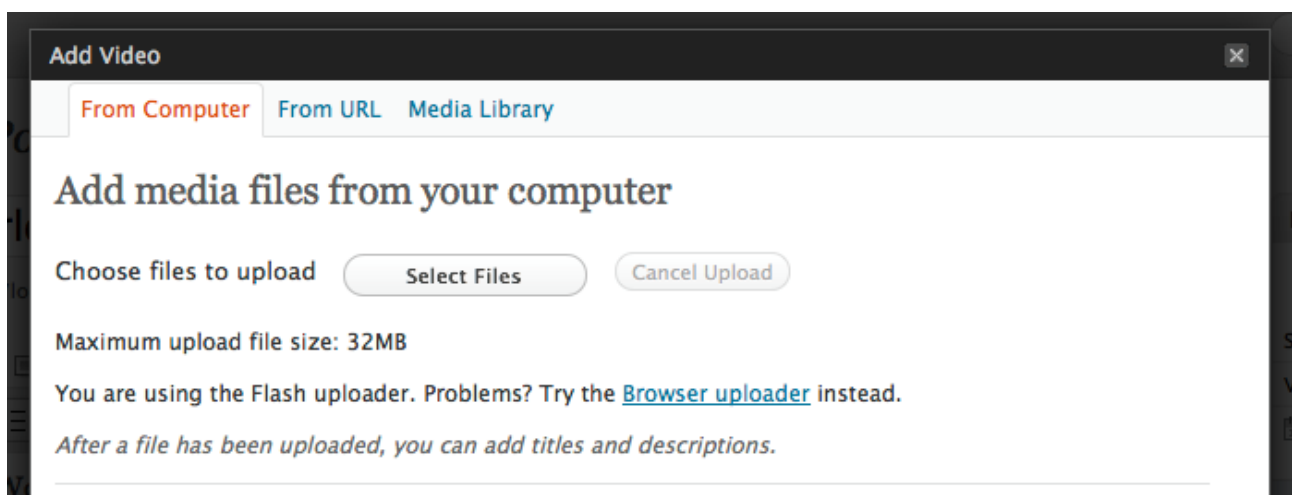 Add Video
From Computer From URL Media Library
Add media files from your computer
Choose files to upload Select Files Cancel Upload
Maximum upload file size: 32MB
You are using the Flash uploader. Problems? Try the Browser uploader instead.
After a file has been uploaded, you can add titles and descriptions.